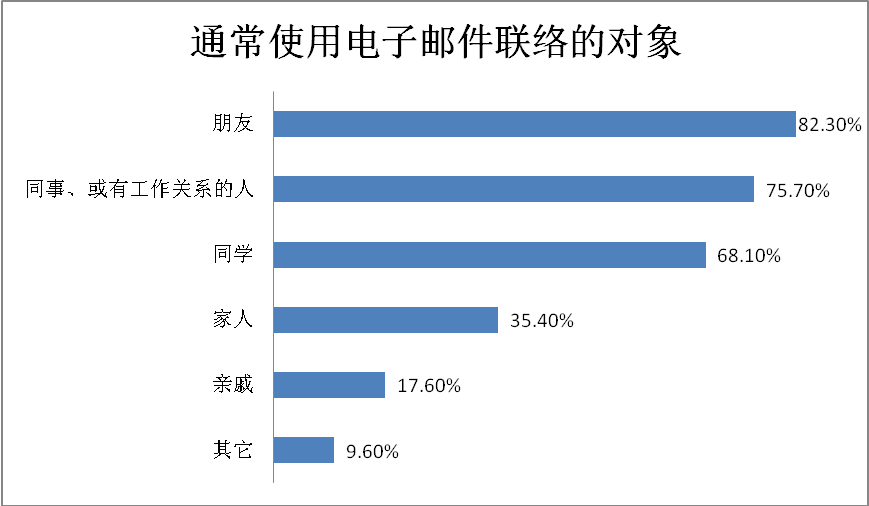 通常使用电子邮件联络的对象
朋友 82.30%
同事、或有工作关系的人 75.70%
同学 68.10%
家人 35.40%
亲戚 17.60%
其它 9.60%